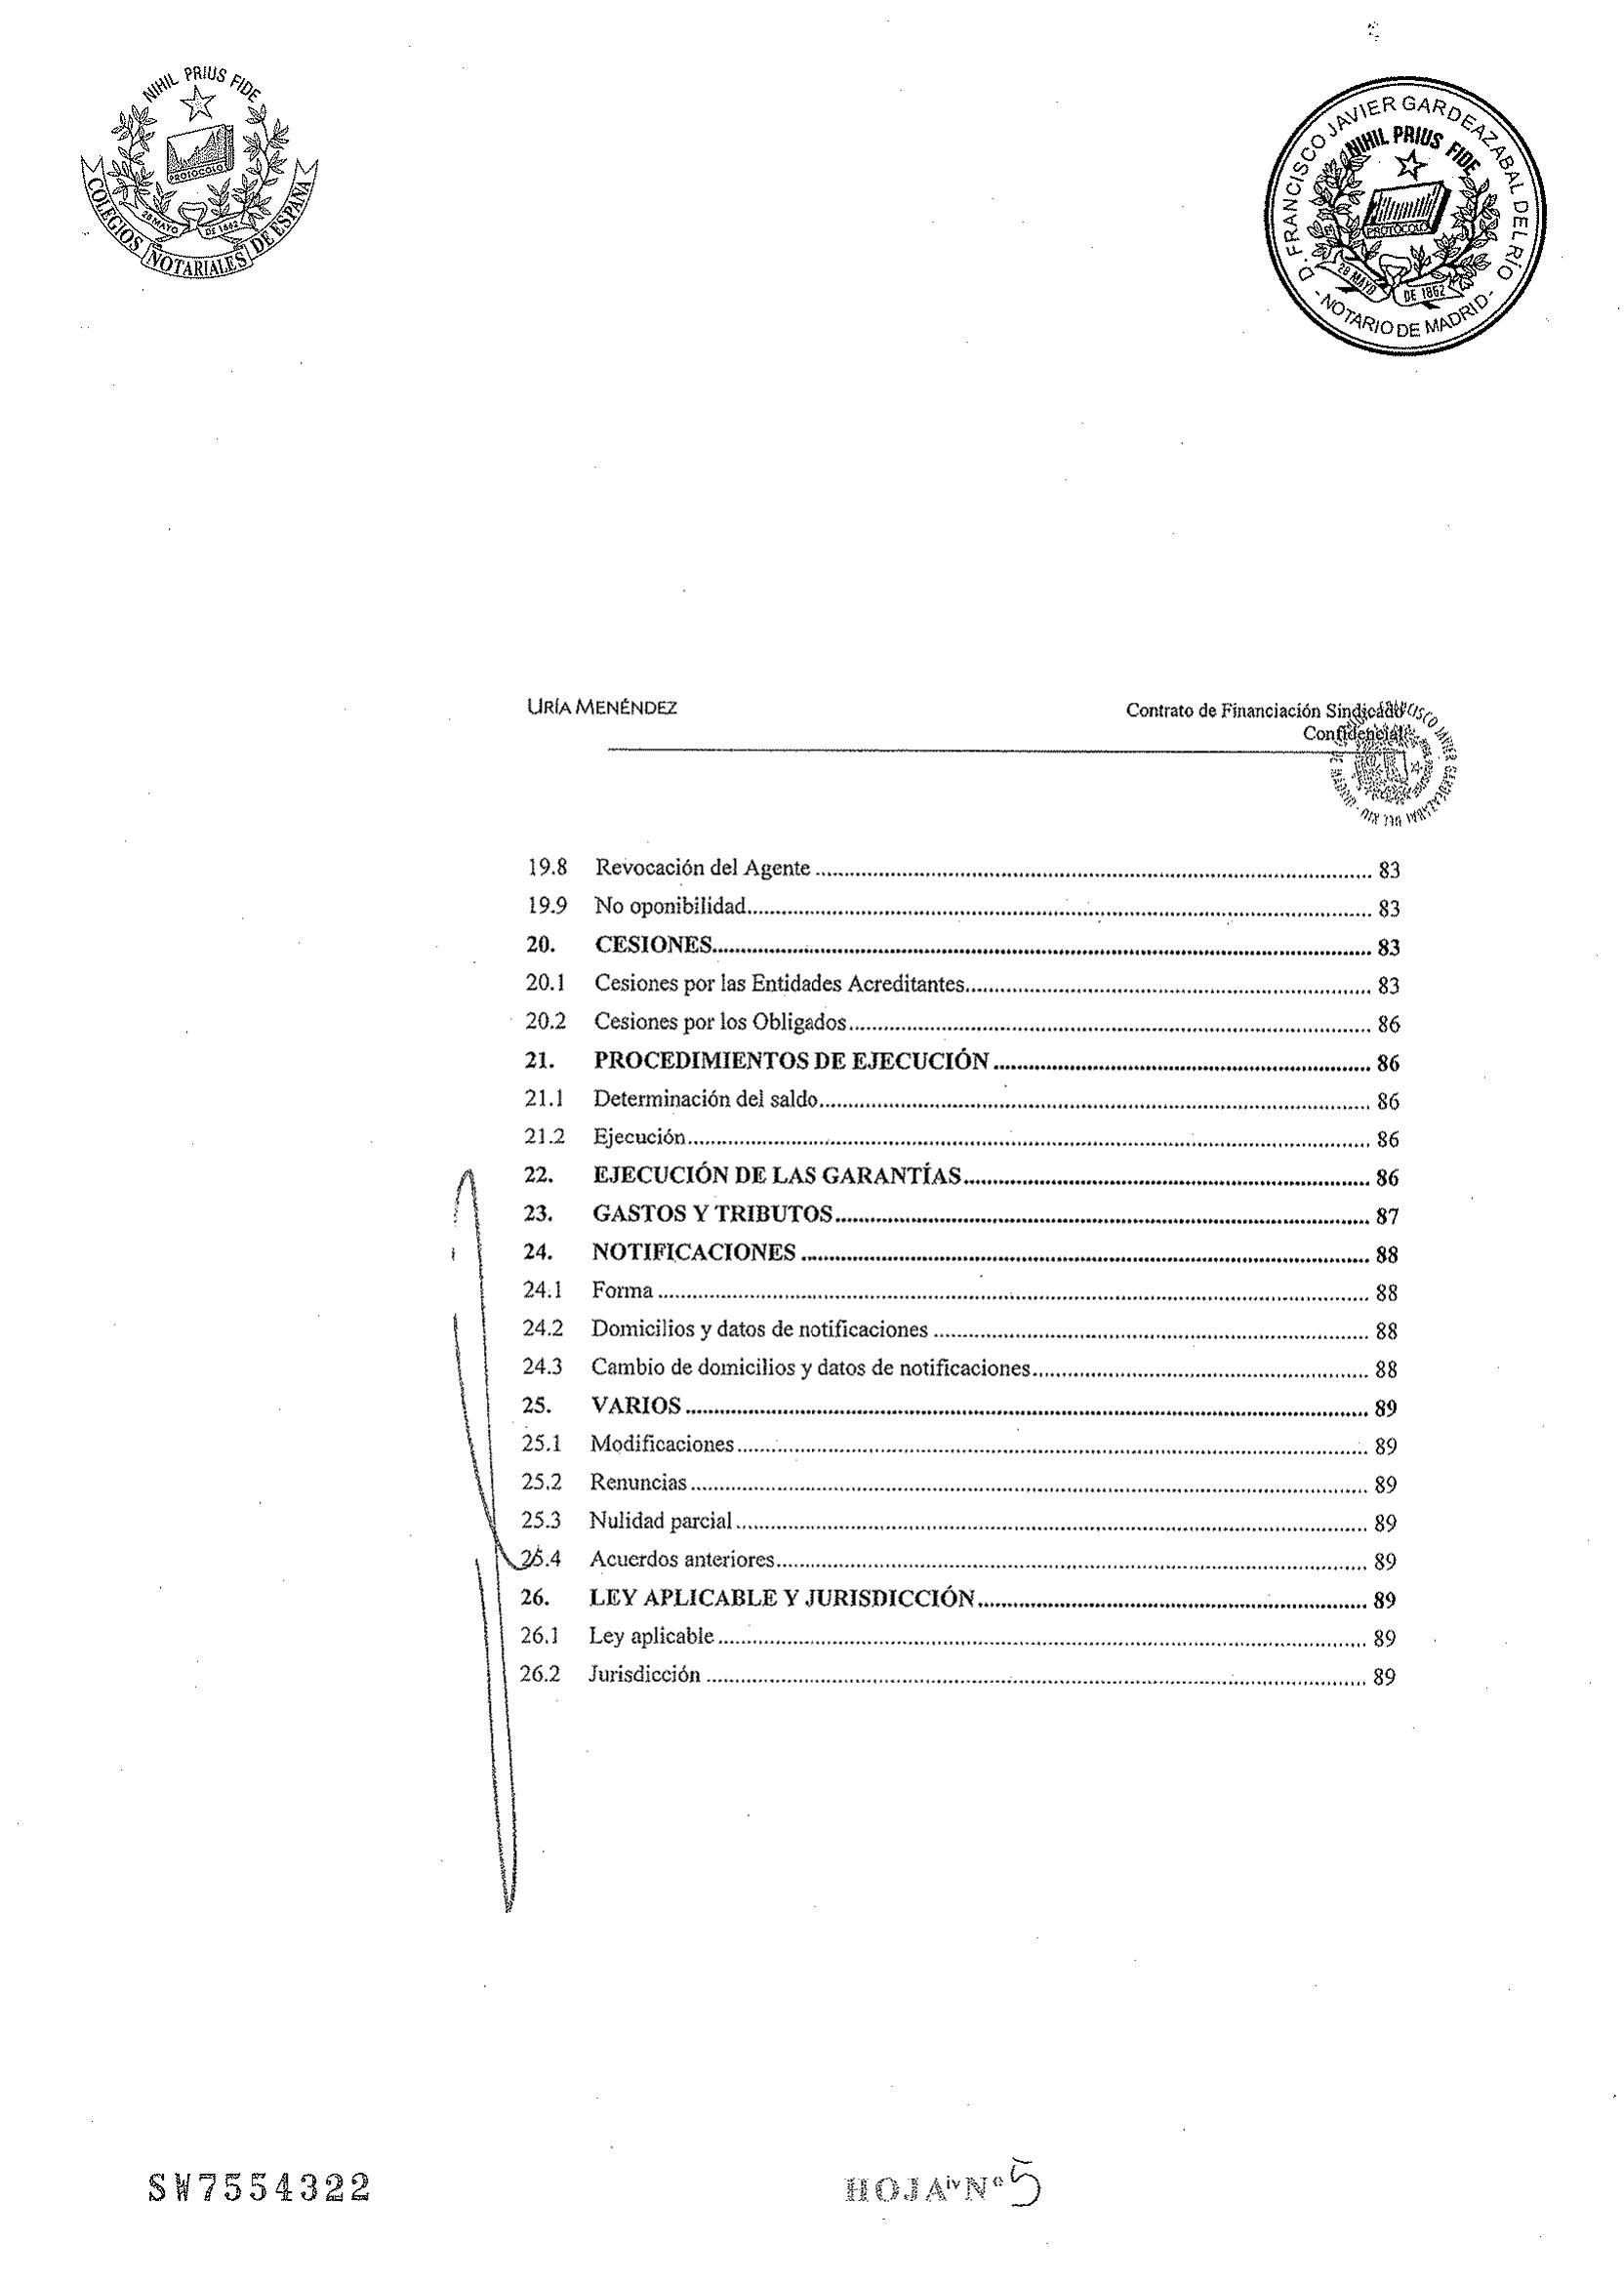 NIHIL PRIUS FIDE
PROTOCOLO
28 MAYO DE 1862
COLEGIOS NOTARIALES DE ESPAÑA
D. FRANCISCO JAVIER GARDEAZABAL DEL RÍO
NIHIL PRIUS FIDE
PROTOCOLO
28 MAYO DE 1862
- NOTARIO DE MADRID -
URÍA MENÉNDEZ
Contrato de Financiación Sindicado
Confidencial
19.8 Revocación del Agente 83
19.9 No oponibilidad 83
20. CESIONES 83
20.1 Cesiones por las Entidades Acreditantes 83
20.2 Cesiones por los Obligados 86
21. PROCEDIMIENTOS DE EJECUCIÓN 86
21.1 Determinación del saldo 86
21.2 Ejecución 86
22. EJECUCIÓN DE LAS GARANTÍAS 86
23. GASTOS Y TRIBUTOS 87
24. NOTIFICACIONES 88
24.1 Forma 88
24.2 Domicilios y datos de notificaciones 88
24.3 Cambio de domicilios y datos de notificaciones 88
25. VARIOS 89
25.1 Modificaciones 89
25.2 Renuncias 89
25.3 Nulidad parcial 89
25.4 Acuerdos anteriores 89
26. LEY APLICABLE Y JURISDICCIÓN 89
26.1 Ley aplicable 89
26.2 Jurisdicción 89
SW7554322
HOJA iv Nº 5